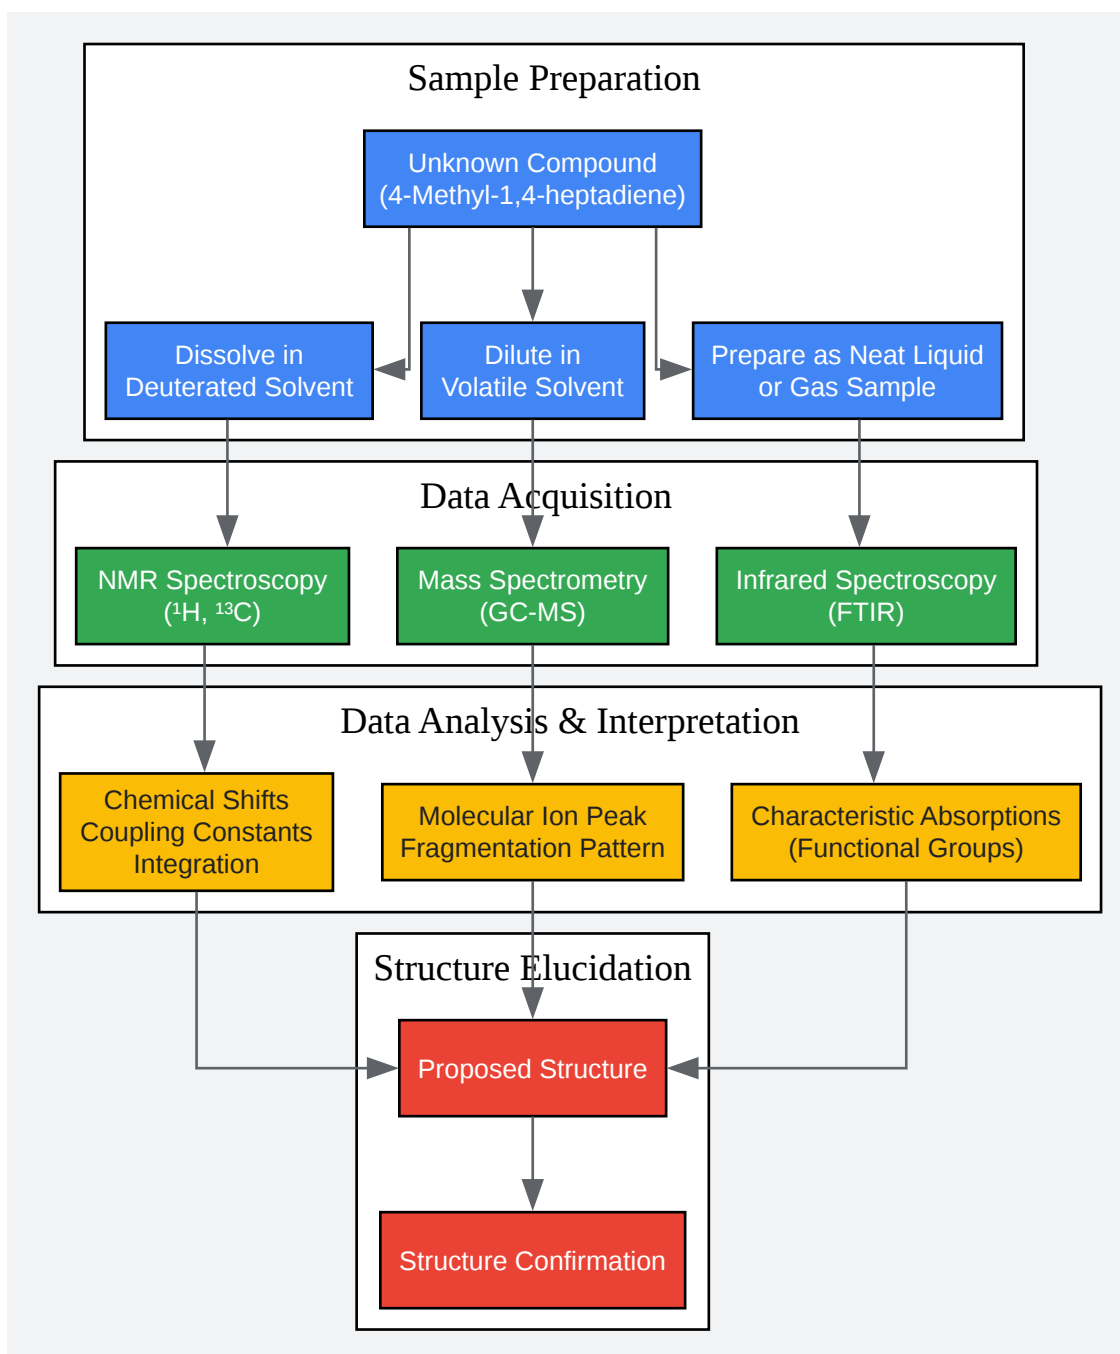 Sample Preparation
Unknown Compound
(4-Methyl-1,4-heptadiene)
Dissolve in
Deuterated Solvent
Dilute in
Volatile Solvent
Prepare as Neat Liquid
or Gas Sample
Data Acquisition
NMR Spectroscopy
(¹H, ¹³C)
Mass Spectrometry
(GC-MS)
Infrared Spectroscopy
(FTIR)
Data Analysis & Interpretation
Chemical Shifts
Coupling Constants
Integration
Molecular Ion Peak
Fragmentation Pattern
Characteristic Absorptions
(Functional Groups)
Structure Elucidation
Proposed Structure
Structure Confirmation